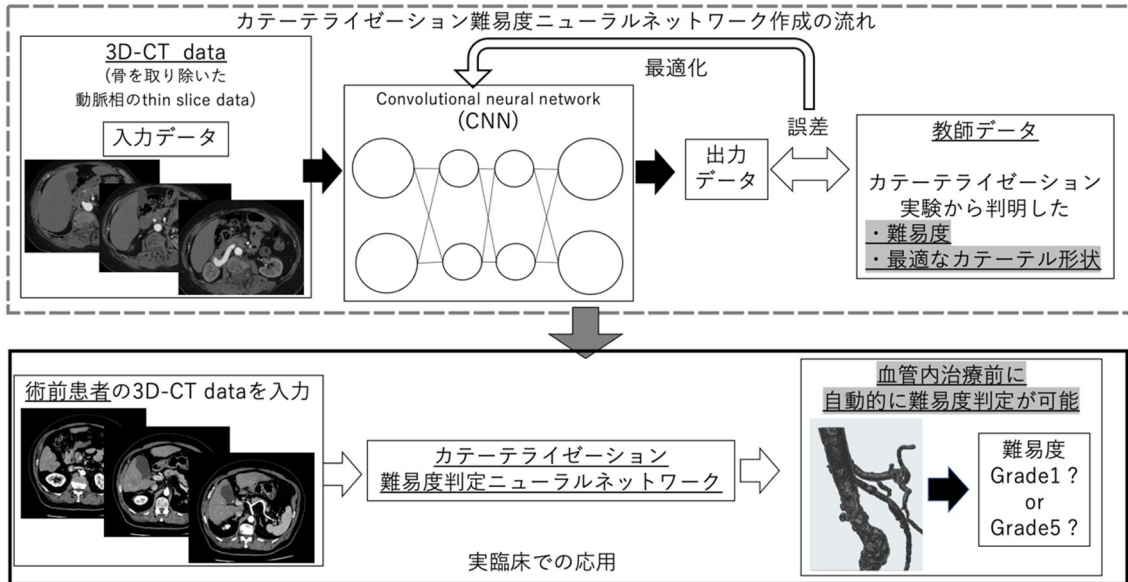 カテーテライゼーション難易度ニューラルネットワーク作成の流れ
3D-CT data
(骨を取り除いた
動脈相のthin slice data)
入力データ
Convolutional neural network
(CNN)
最適化
出力
データ
誤差
教師データ
カテーテライゼーション
実験から判明した
・難易度
・最適なカテーテル形状
術前患者の3D-CT dataを入力
カテーテライゼーション
難易度判定ニューラルネットワーク
血管内治療前に
自動的に難易度判定が可能
難易度
Grade1？
or
Grade5？
実臨床での応用